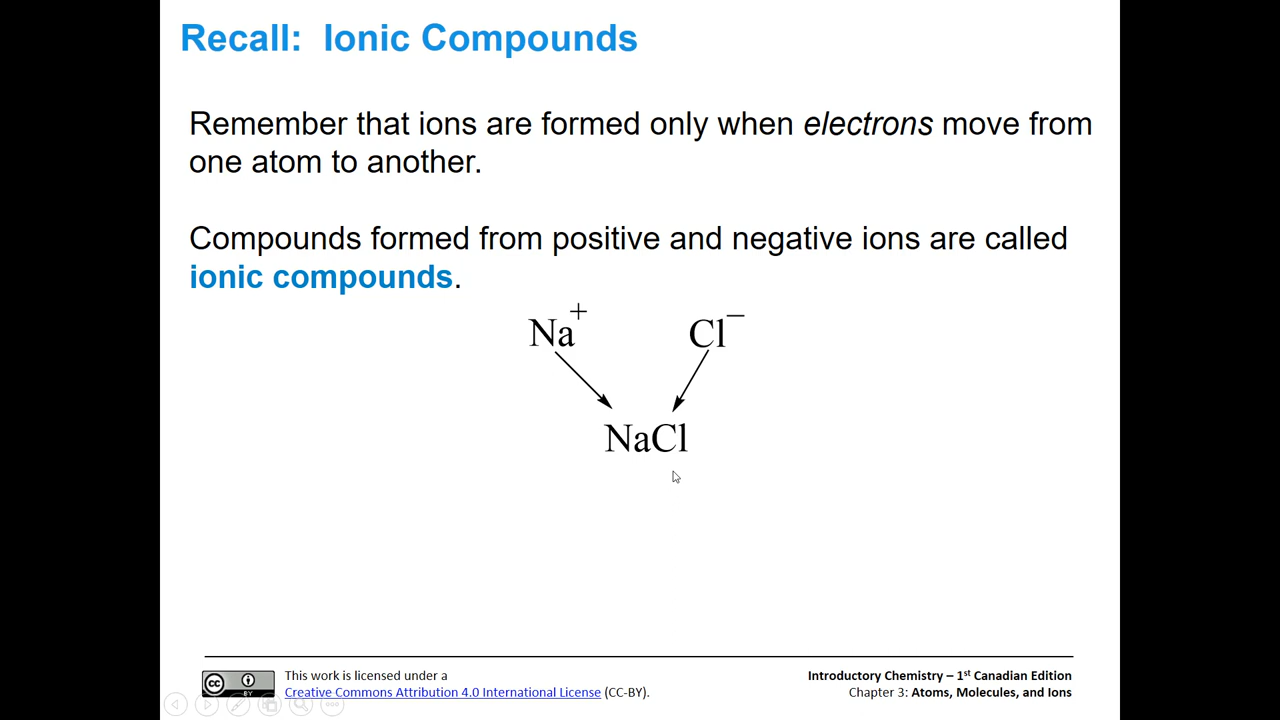 Recall: Ionic Compounds
Remember that ions are formed only when electrons move from
one atom to another.
Compounds formed from positive and negative ions are called
ionic compounds.
Na⁺ Cl⁻
NaCl
This work is licensed under a
Creative Commons Attribution 4.0 International License (CC-BY).
Introductory Chemistry – 1st Canadian Edition
Chapter 3: Atoms, Molecules, and Ions
cc
BY